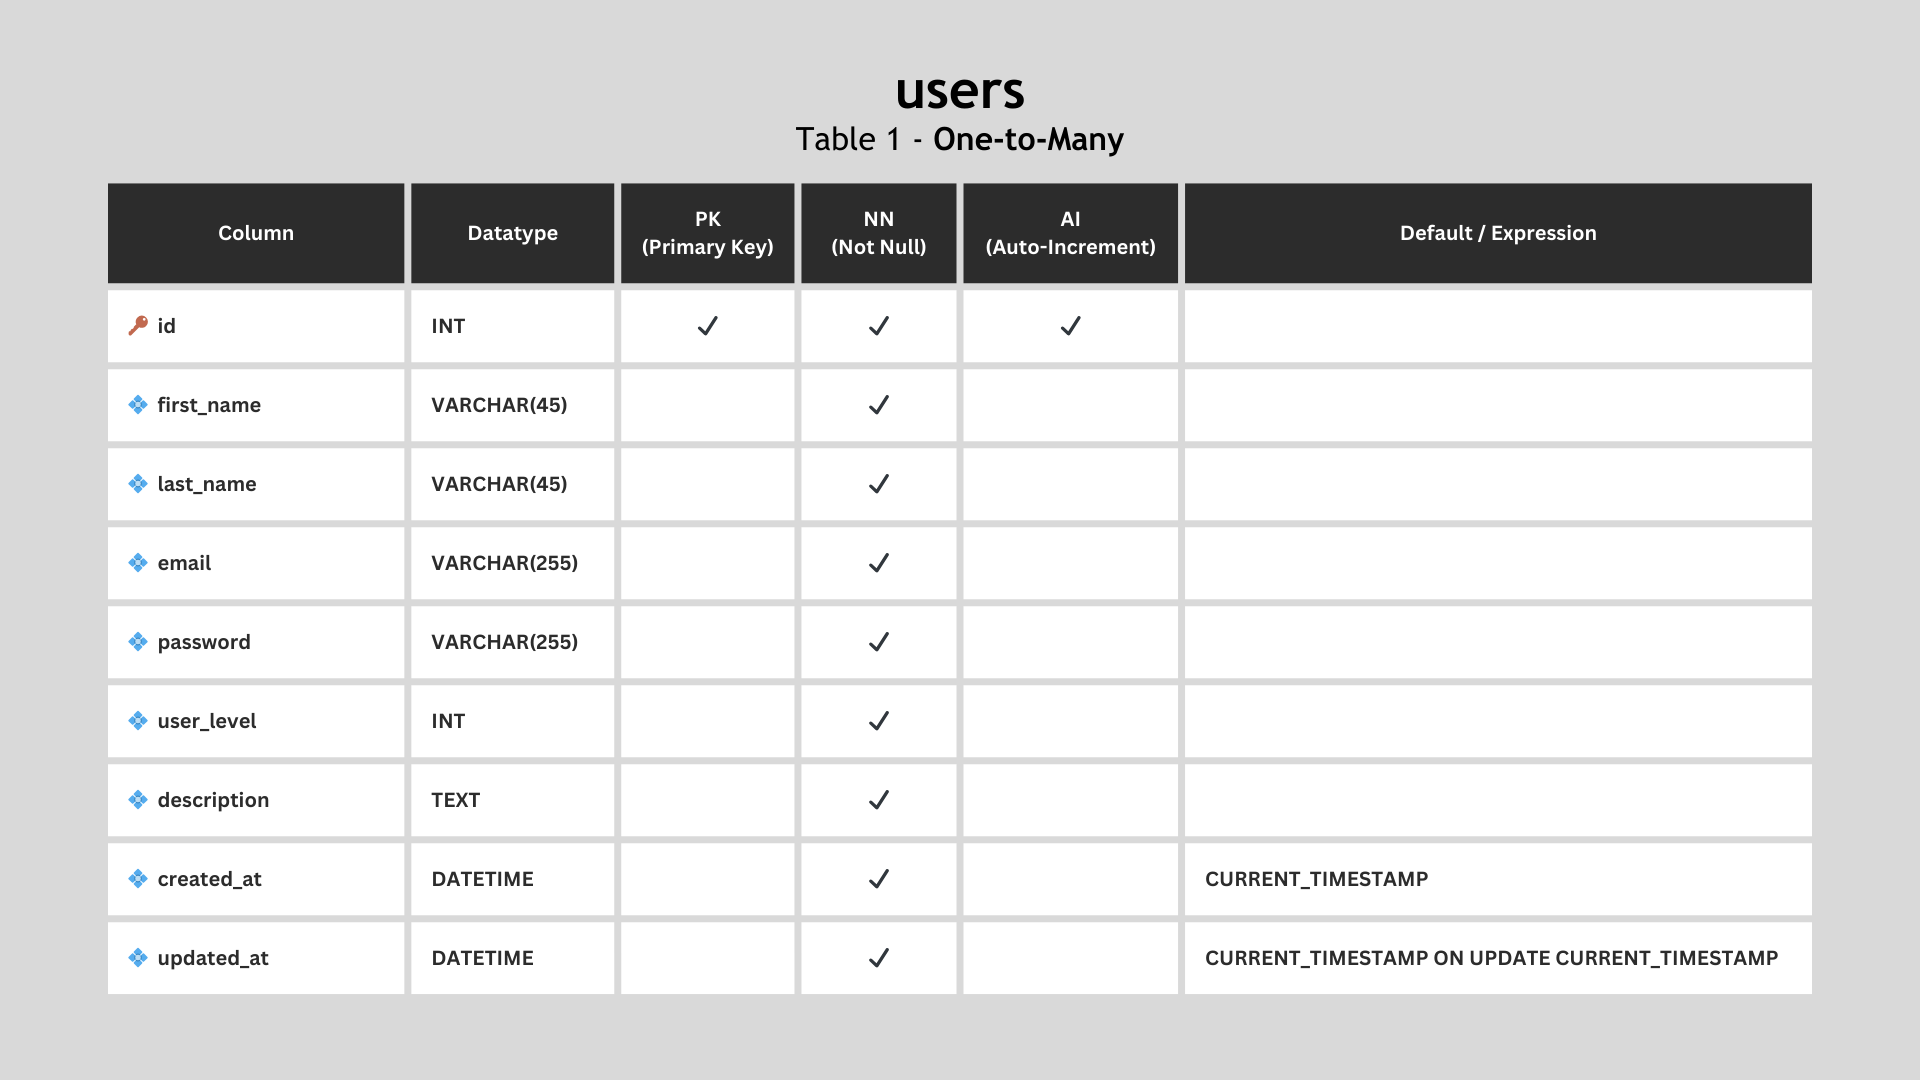 users
Table 1 - One-to-Many
Column Datatype PK (Primary Key) NN (Not Null) AI (Auto-Increment) Default / Expression
id INT ✓ ✓ ✓
first_name VARCHAR(45) ✓
last_name VARCHAR(45) ✓
email VARCHAR(255) ✓
password VARCHAR(255) ✓
user_level INT ✓
description TEXT ✓
created_at DATETIME ✓ CURRENT_TIMESTAMP
updated_at DATETIME ✓ CURRENT_TIMESTAMP ON UPDATE CURRENT_TIMESTAMP